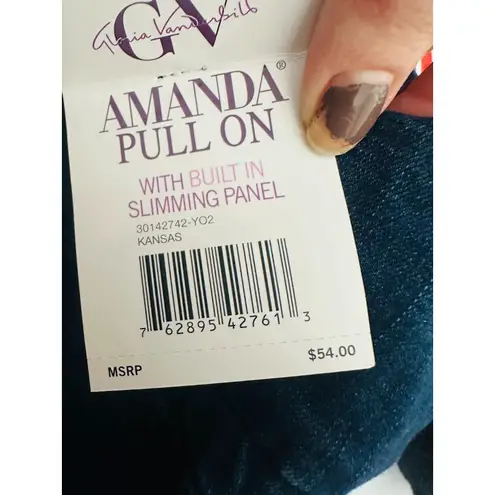 Gloria Vanderbilt
GV
AMANDA®
PULL ON
WITH BUILT IN
SLIMMING PANEL
30142742-YO2
KANSAS
7 62895 42761 3
MSRP $54.00